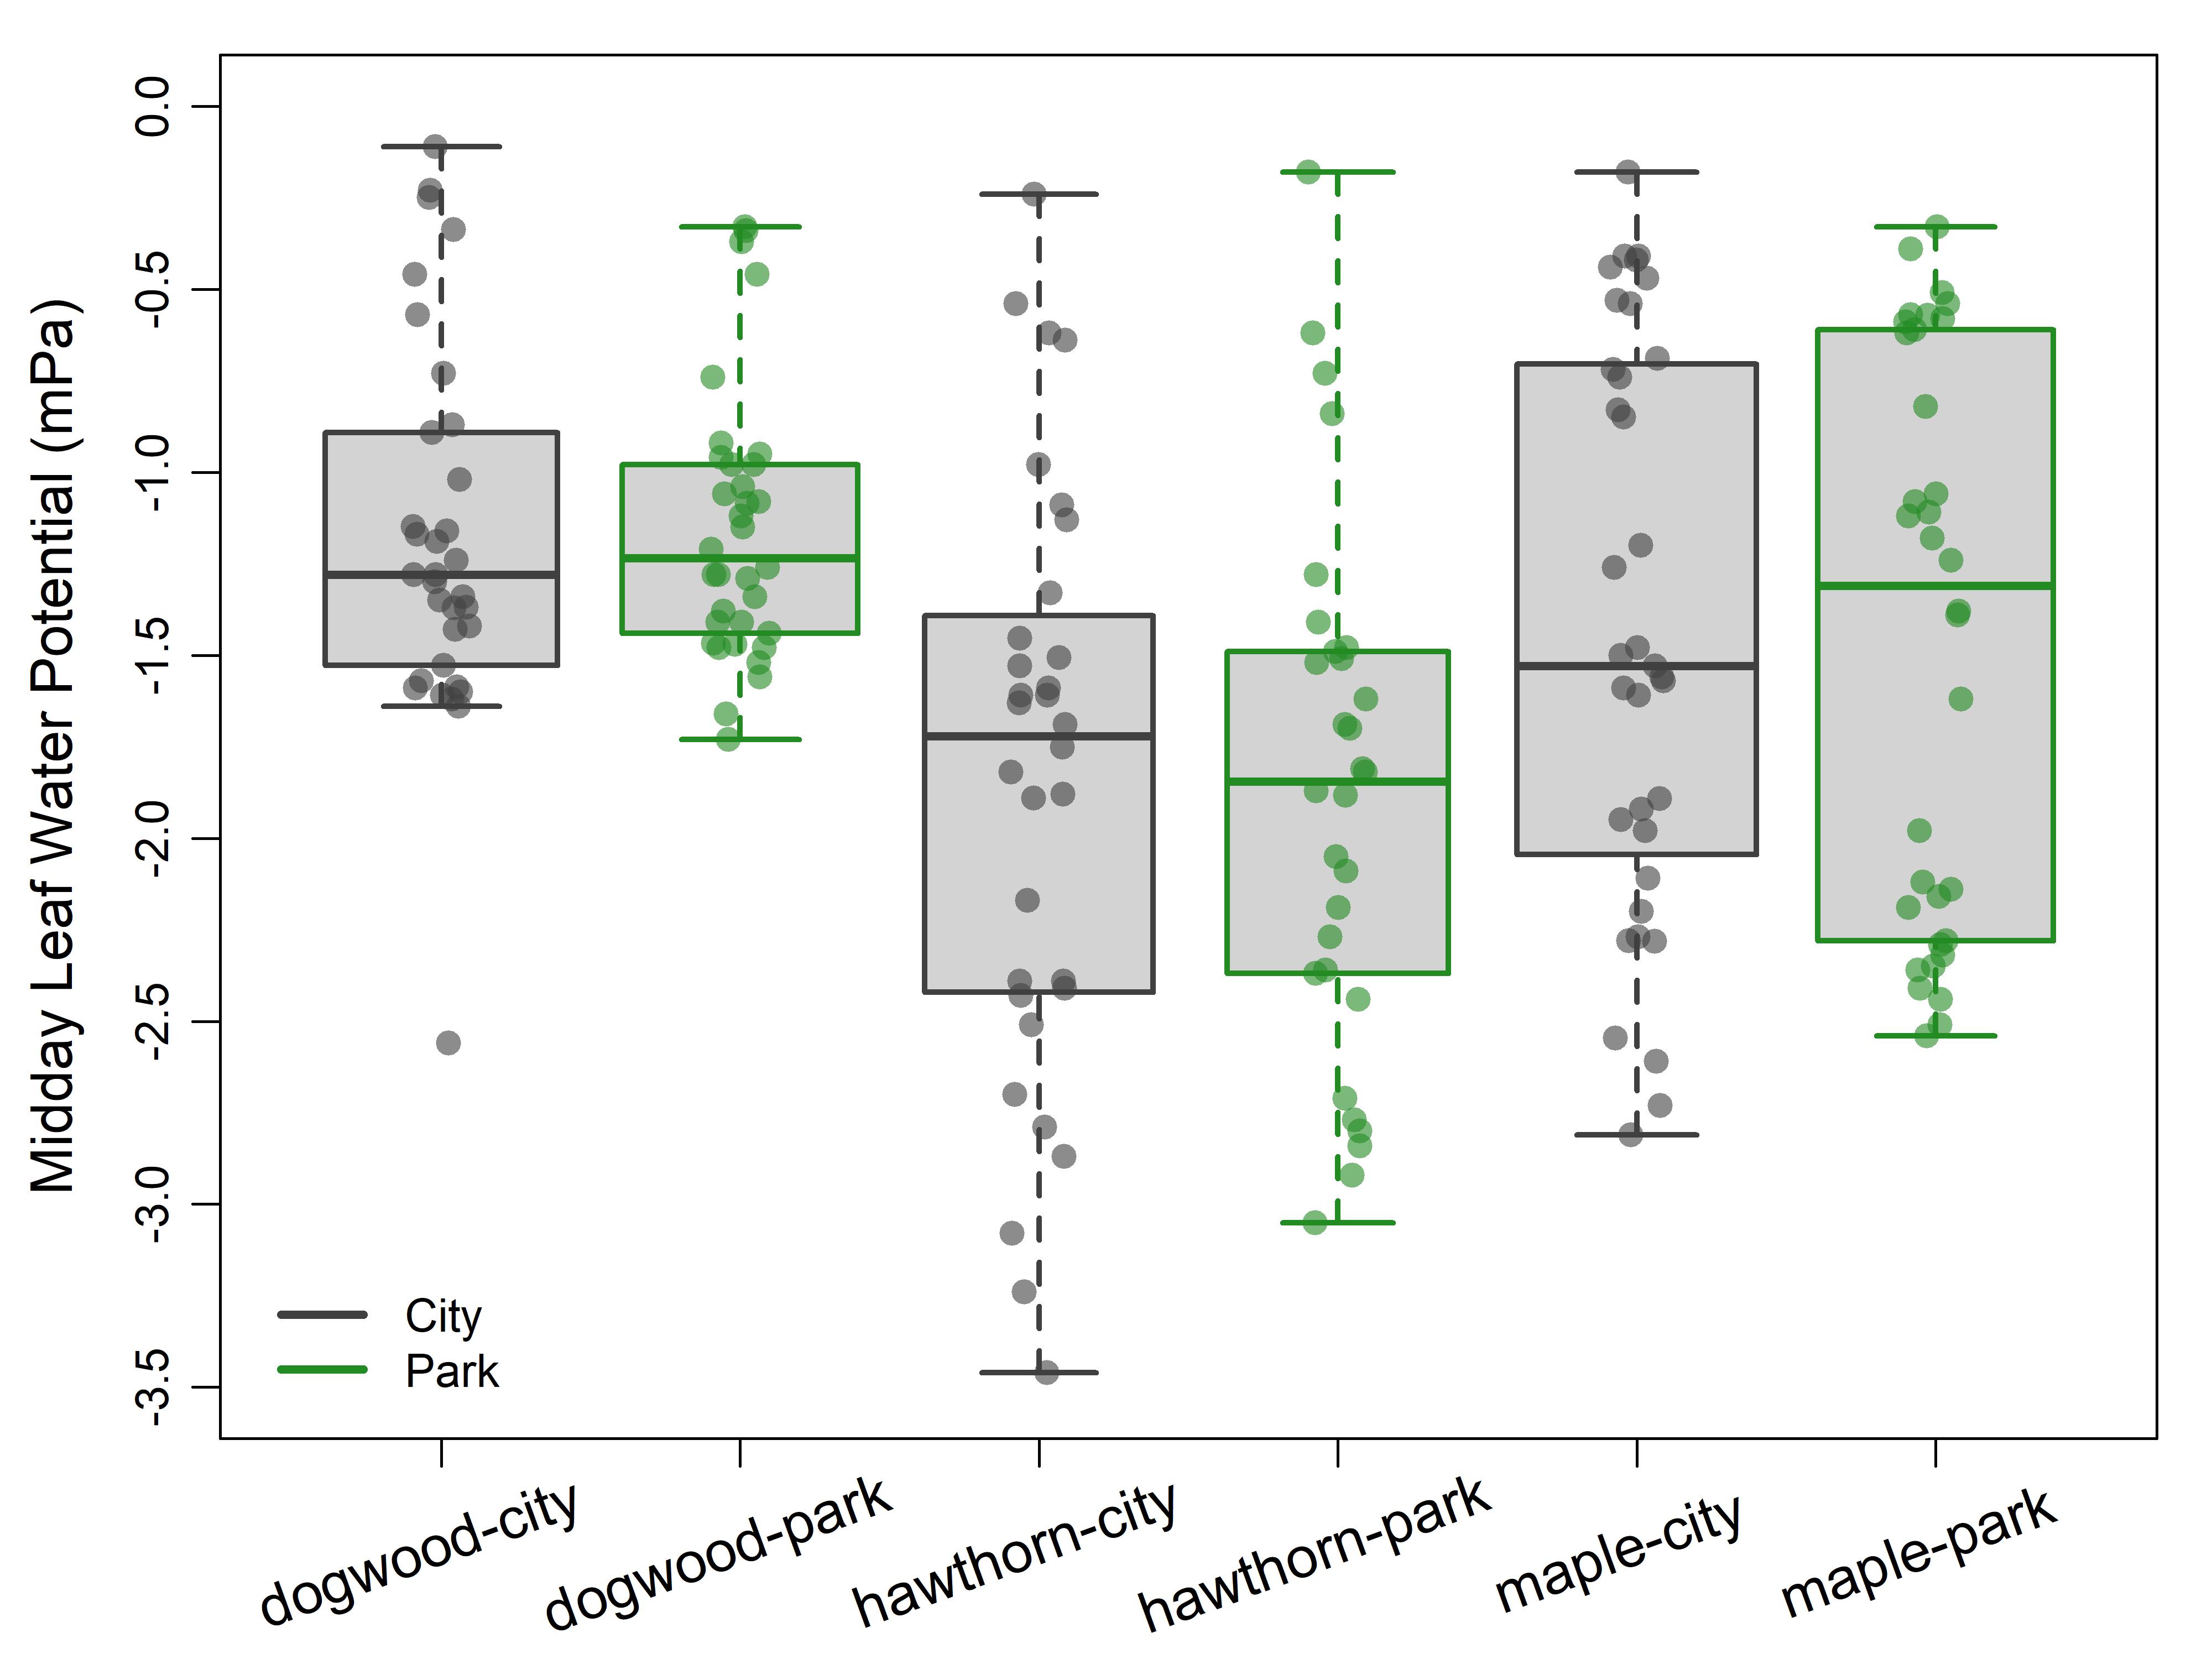 Midday Leaf Water Potential (mPa)
0.0
-0.5
-1.0
-1.5
-2.0
-2.5
-3.0
-3.5
City
Park
dogwood-city
dogwood-park
hawthorn-city
hawthorn-park
maple-city
maple-park